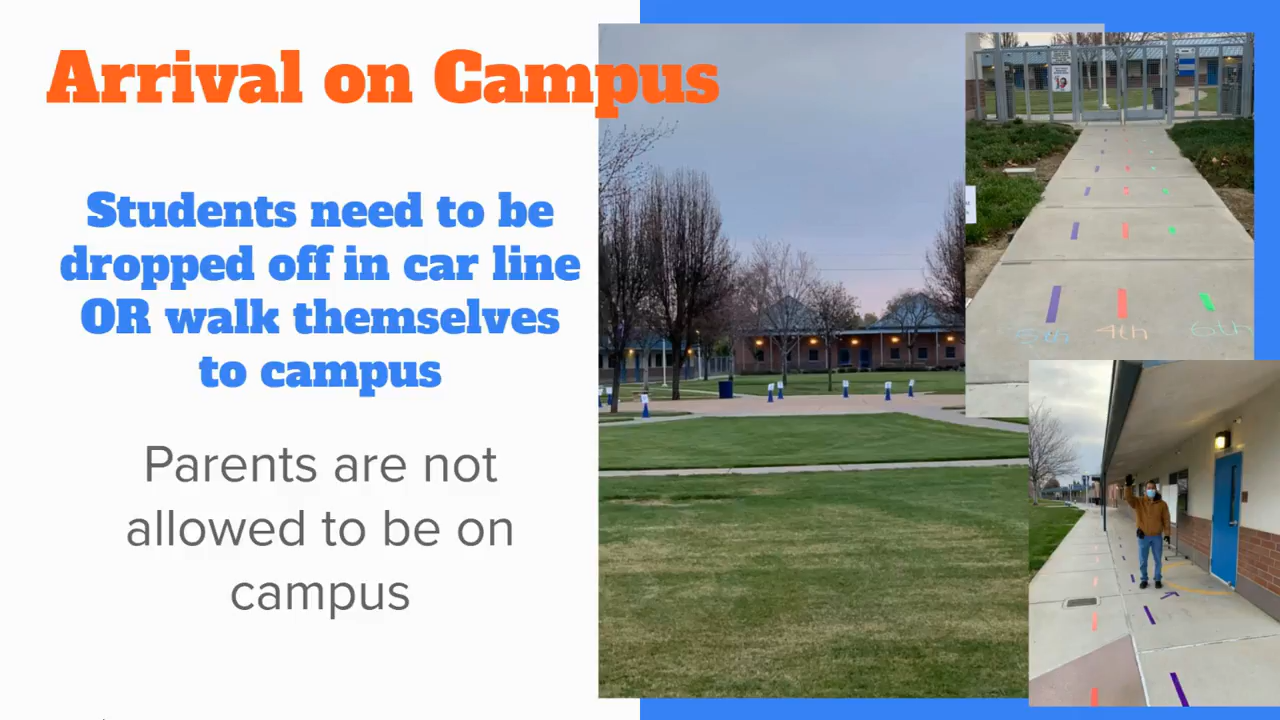 Arrival on Campus
Students need to be
dropped off in car line
OR walk themselves
to campus
Parents are not
allowed to be on
campus
5th 4th 6th